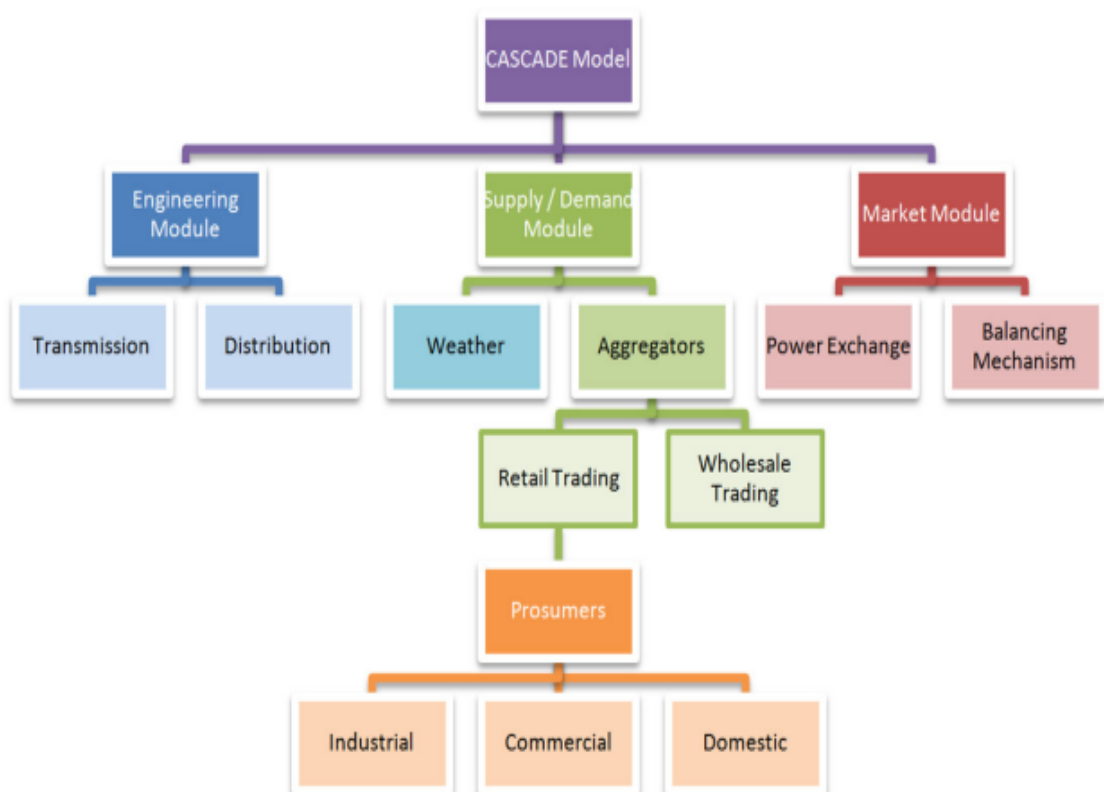 CASCADE Model
Engineering
Module
Supply / Demand
Module
Market Module
Transmission
Distribution
Weather
Aggregators
Power Exchange
Balancing
Mechanism
Retail Trading
Wholesale
Trading
Prosumers
Industrial
Commercial
Domestic